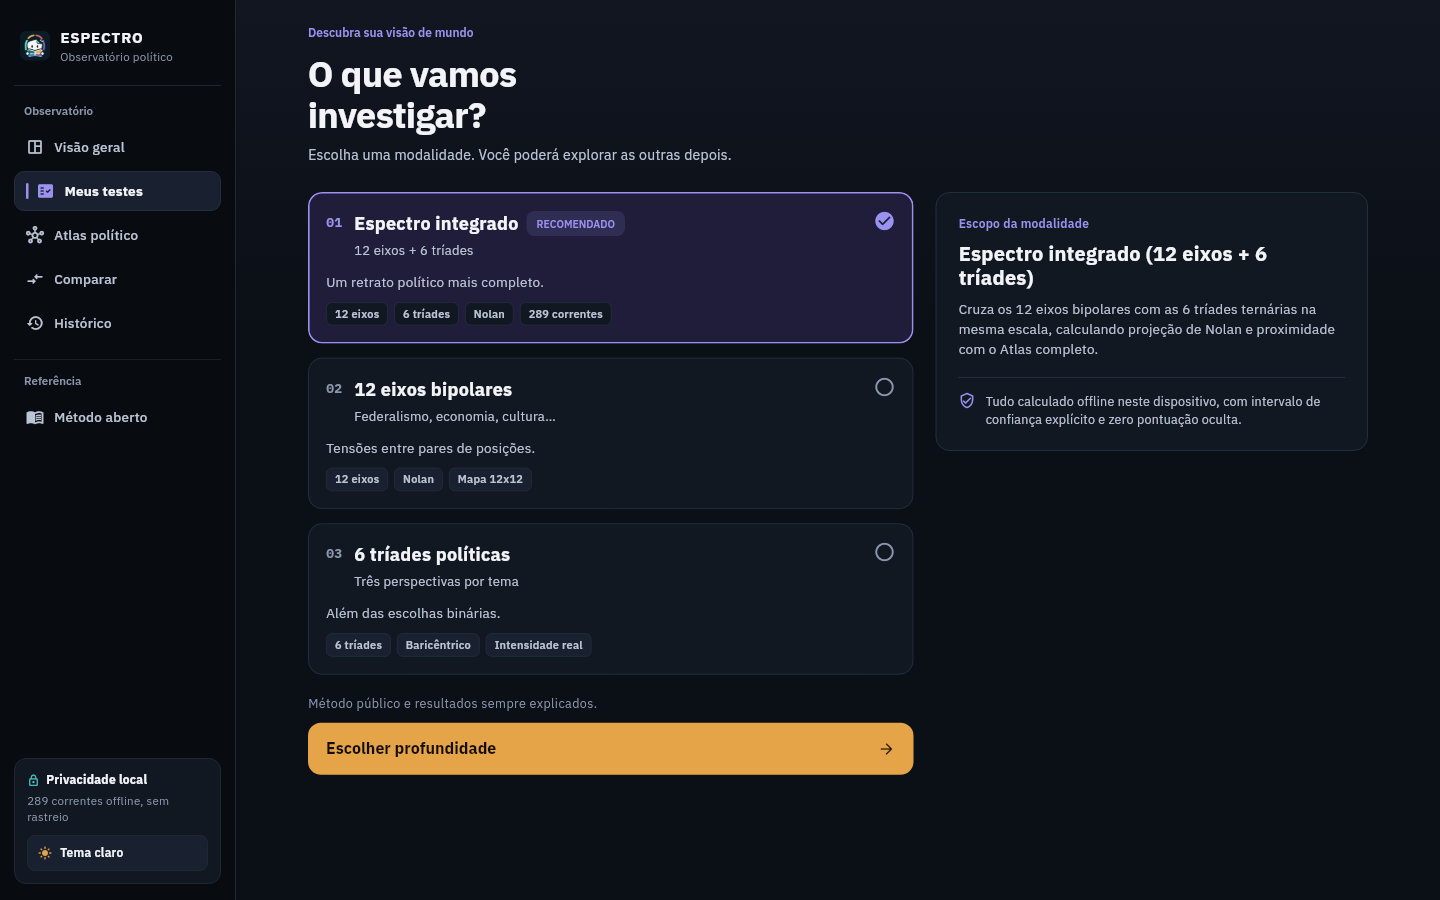 ESPECTRO
Observatório político
Observatório
Visão geral
Meus testes
Atlas político
Comparar
Histórico
Referência
Método aberto
Privacidade local
289 correntes offline, sem
rastreio
Tema claro
Descubra sua visão de mundo
O que vamos
investigar?
Escolha uma modalidade. Você poderá explorar as outras depois.
01 Espectro integrado RECOMENDADO
12 eixos + 6 tríades
Um retrato político mais completo.
12 eixos 6 tríades Nolan 289 correntes
02 12 eixos bipolares
Federalismo, economia, cultura...
Tensões entre pares de posições.
12 eixos Nolan Mapa 12x12
03 6 tríades políticas
Três perspectivas por tema
Além das escolhas binárias.
6 tríades Baricêntrico Intensidade real
Método público e resultados sempre explicados.
Escolher profundidade
Escopo da modalidade
Espectro integrado (12 eixos + 6
tríades)
Cruza os 12 eixos bipolares com as 6 tríades ternárias na
mesma escala, calculando projeção de Nolan e proximidade
com o Atlas completo.
Tudo calculado offline neste dispositivo, com intervalo de
confiança explícito e zero pontuação oculta.